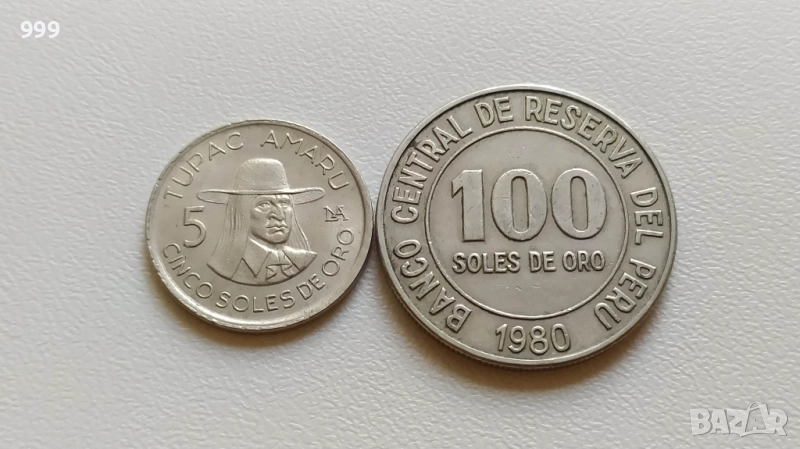 999
TUPAC AMARU
5
CINCO SOLES DE ORO
BANCO CENTRAL DE RESERVA DEL PERU
100
SOLES DE ORO
1980
BAZAR